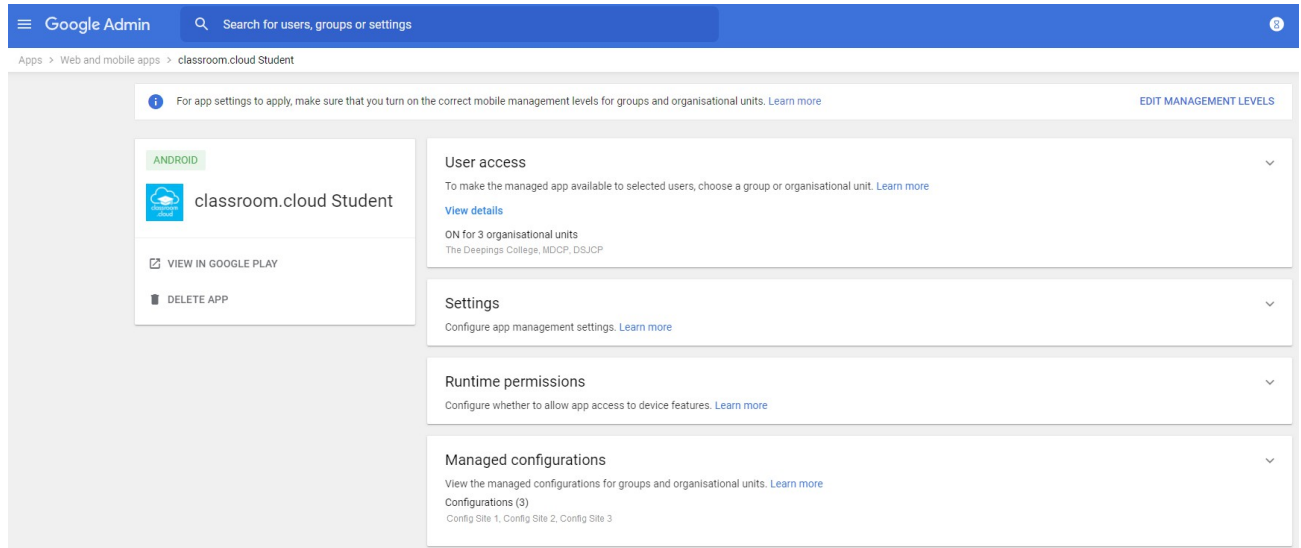 Google Admin
Search for users, groups or settings
Apps > Web and mobile apps > classroom.cloud Student
For app settings to apply, make sure that you turn on the correct mobile management levels for groups and organisational units. Learn more
EDIT MANAGEMENT LEVELS
ANDROID
classroom.cloud
classroom.cloud Student
VIEW IN GOOGLE PLAY
DELETE APP
User access
To make the managed app available to selected users, choose a group or organisational unit. Learn more
View details
ON for 3 organisational units
The Deepings College, MDCP, DSJCP
Settings
Configure app management settings. Learn more
Runtime permissions
Configure whether to allow app access to device features. Learn more
Managed configurations
View the managed configurations for groups and organisational units. Learn more
Configurations (3)
Config Site 1, Config Site 2, Config Site 3